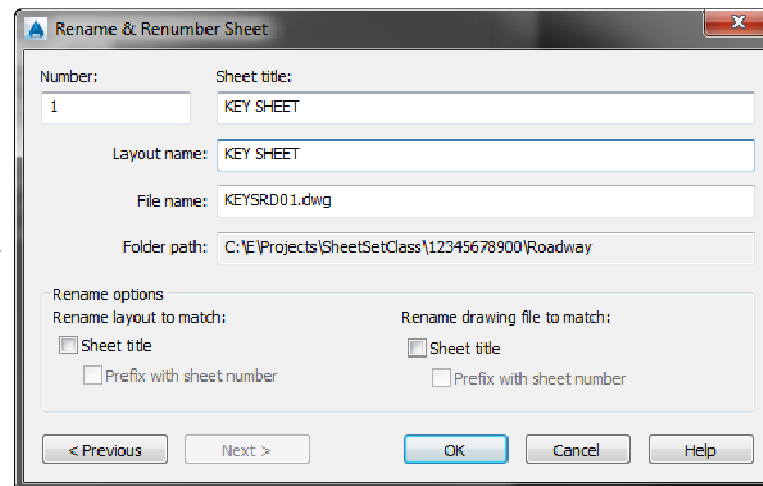 Rename & Renumber Sheet
Number: Sheet title:
1 KEY SHEET
Layout name: KEY SHEET
File name: KEYSRD01.dwg
Folder path: C:\E\Projects\SheetSetClass\12345678900\Roadway
Rename options
Rename layout to match: Rename drawing file to match:
Sheet title Sheet title
Prefix with sheet number Prefix with sheet number
< Previous Next > OK Cancel Help